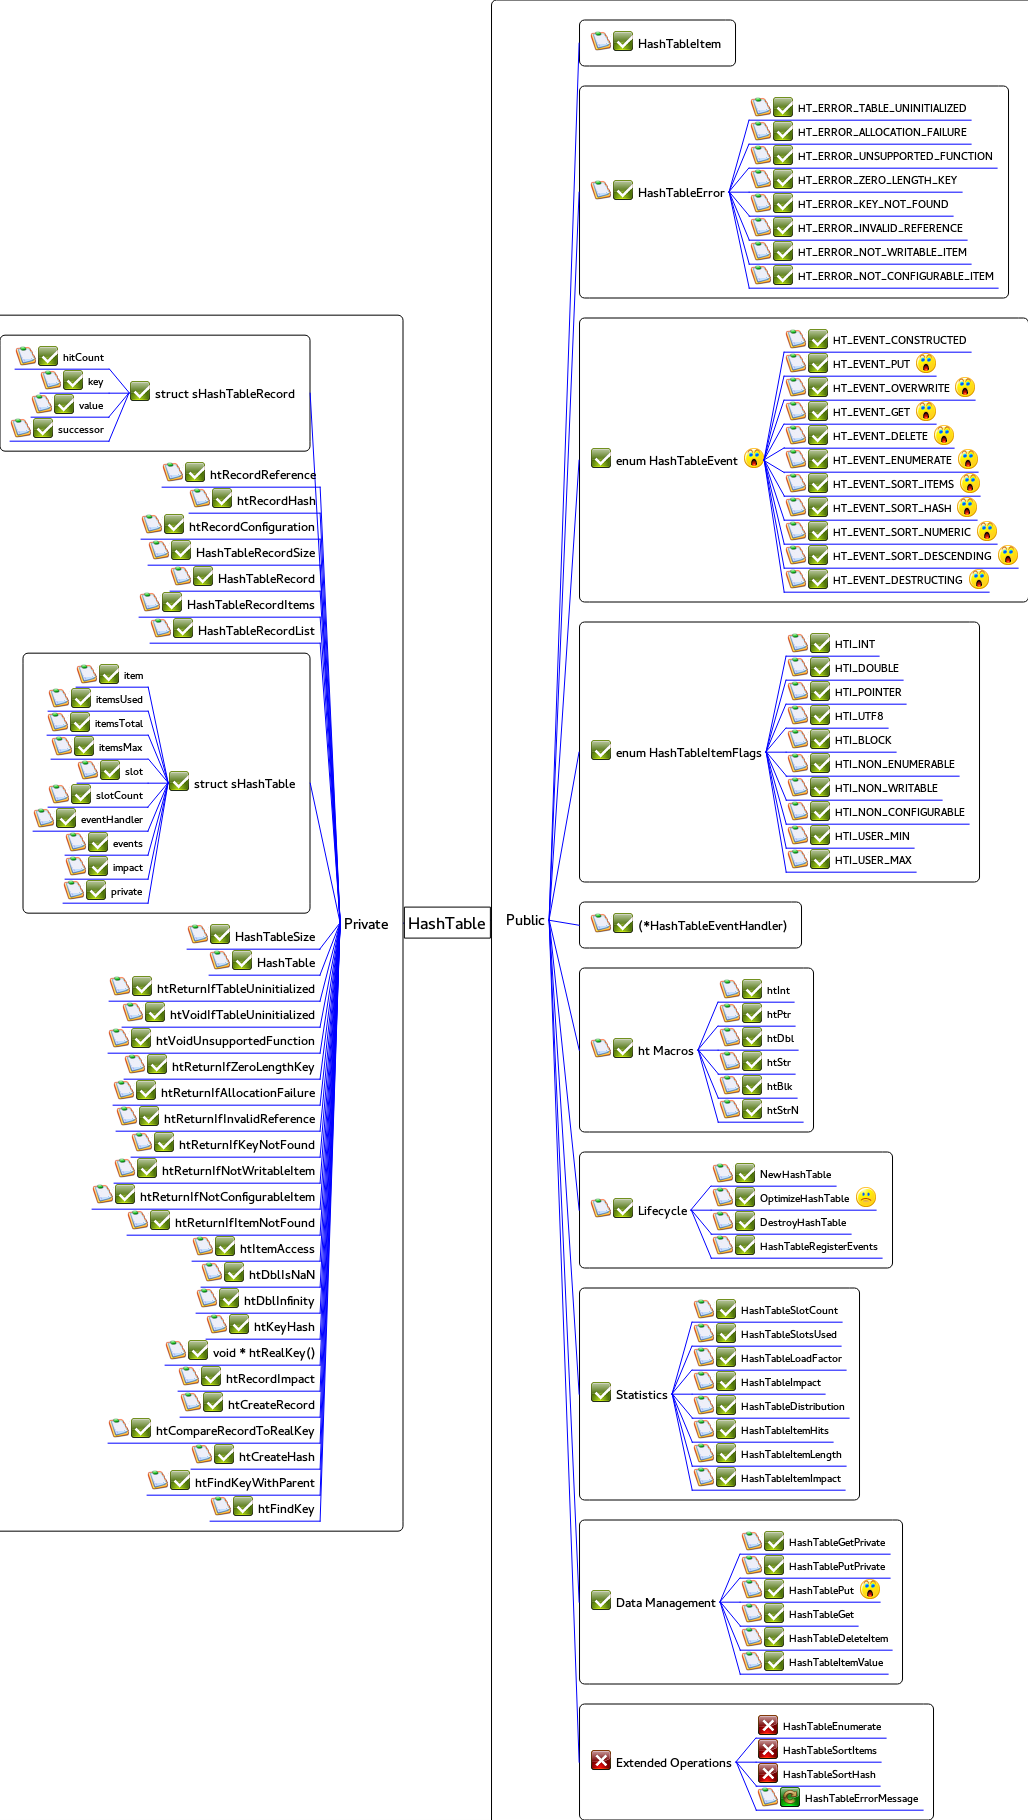 HashTable
Private
struct sHashTableRecord
hitCount
key
value
successor
htRecordReference
htRecordHash
htRecordConfiguration
HashTableRecordSize
HashTableRecord
HashTableRecordItems
HashTableRecordList
struct sHashTable
item
itemsUsed
itemsTotal
itemsMax
slot
slotCount
eventHandler
events
impact
private
HashTableSize
HashTable
htReturnIfTableUninitialized
htVoidIfTableUninitialized
htVoidUnsupportedFunction
htReturnIfZeroLengthKey
htReturnIfAllocationFailure
htReturnIfInvalidReference
htReturnIfKeyNotFound
htReturnIfNotWritableItem
htReturnIfNotConfigurableItem
htReturnIfItemNotFound
htItemAccess
htDblIsNaN
htDblInfinity
htKeyHash
void * htRealKey()
htRecordImpact
htCreateRecord
htCompareRecordToRealKey
htCreateHash
htFindKeyWithParent
htFindKey
Public
HashTableItem
HashTableError
HT_ERROR_TABLE_UNINITIALIZED
HT_ERROR_ALLOCATION_FAILURE
HT_ERROR_UNSUPPORTED_FUNCTION
HT_ERROR_ZERO_LENGTH_KEY
HT_ERROR_KEY_NOT_FOUND
HT_ERROR_INVALID_REFERENCE
HT_ERROR_NOT_WRITABLE_ITEM
HT_ERROR_NOT_CONFIGURABLE_ITEM
enum HashTableEvent
HT_EVENT_CONSTRUCTED
HT_EVENT_PUT
HT_EVENT_OVERWRITE
HT_EVENT_GET
HT_EVENT_DELETE
HT_EVENT_ENUMERATE
HT_EVENT_SORT_ITEMS
HT_EVENT_SORT_HASH
HT_EVENT_SORT_NUMERIC
HT_EVENT_SORT_DESCENDING
HT_EVENT_DESTRUCTING
enum HashTableItemFlags
HTI_INT
HTI_DOUBLE
HTI_POINTER
HTI_UTF8
HTI_BLOCK
HTI_NON_ENUMERABLE
HTI_NON_WRITABLE
HTI_NON_CONFIGURABLE
HTI_USER_MIN
HTI_USER_MAX
(*HashTableEventHandler)
ht Macros
htInt
htPtr
htDbl
htStr
htBlk
htStrN
Lifecycle
NewHashTable
OptimizeHashTable
DestroyHashTable
HashTableRegisterEvents
Statistics
HashTableSlotCount
HashTableSlotsUsed
HashTableLoadFactor
HashTableImpact
HashTableDistribution
HashTableItemHits
HashTableItemLength
HashTableItemImpact
Data Management
HashTableGetPrivate
HashTablePutPrivate
HashTablePut
HashTableGet
HashTableDeleteItem
HashTableItemValue
Extended Operations
HashTableEnumerate
HashTableSortItems
HashTableSortHash
HashTableErrorMessage